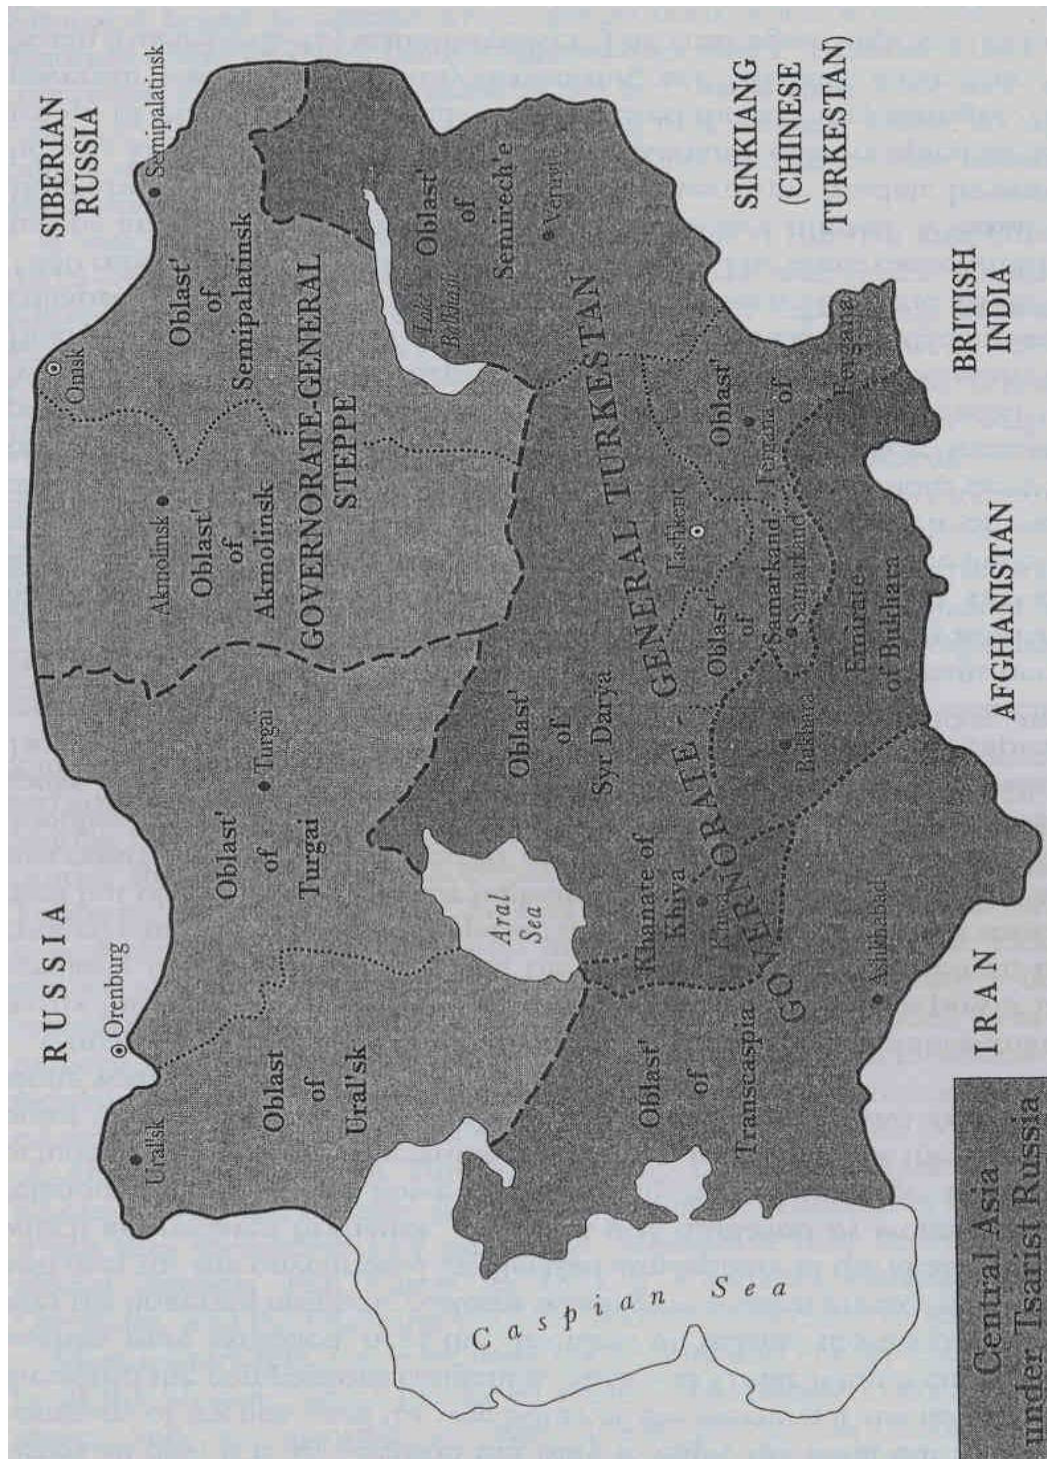 RUSSIA
SIBERIAN
RUSSIA
Orenburg
Ural'sk
Omsk
Semipalatinsk
Akmolinsk
Oblast
of
Ural'sk
Oblast'
of
Turgai
Turgai
Oblast'
of
Akmolinsk
Oblast'
of
Semipalatinsk
GOVERNORATE-GENERAL
STEPPE
Aral
Sea
Lake
Balkhash
Oblast'
of
Semirech'e
Vernyi
Caspian Sea
Oblast'
of
Transcaspia
Khanate of
Khiva
Khiva
Oblast'
of
Syr Darya
GOVERNORATE - GENERAL TURKESTAN
Tashkent
Oblast'
of
Samarkand
Samarkand
Oblast'
of
Fergana
Fergana
Bukhara
Emirate
of Bukhara
Ashkhabad
SINKIANG
(CHINESE
TURKESTAN)
BRITISH
INDIA
AFGHANISTAN
IRAN
Central Asia
under Tsarist Russia